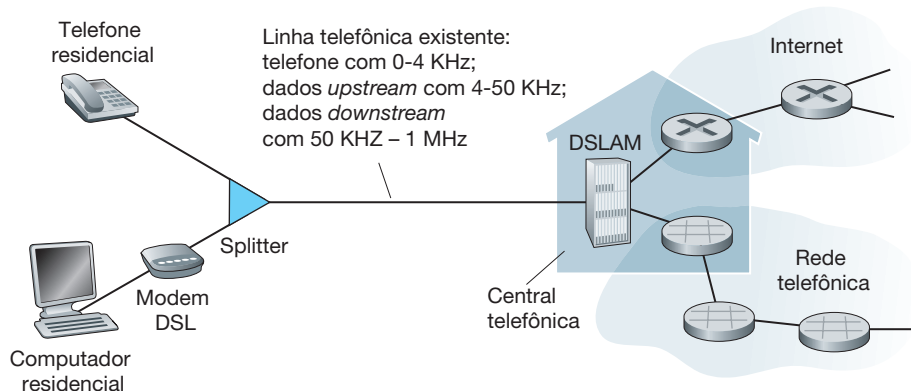 Telefone
residencial
Linha telefônica existente:
telefone com 0-4 KHz;
dados upstream com 4-50 KHz;
dados downstream
com 50 KHZ – 1 MHz
Internet
DSLAM
Splitter
Modem
DSL
Computador
residencial
Central
telefônica
Rede
telefônica